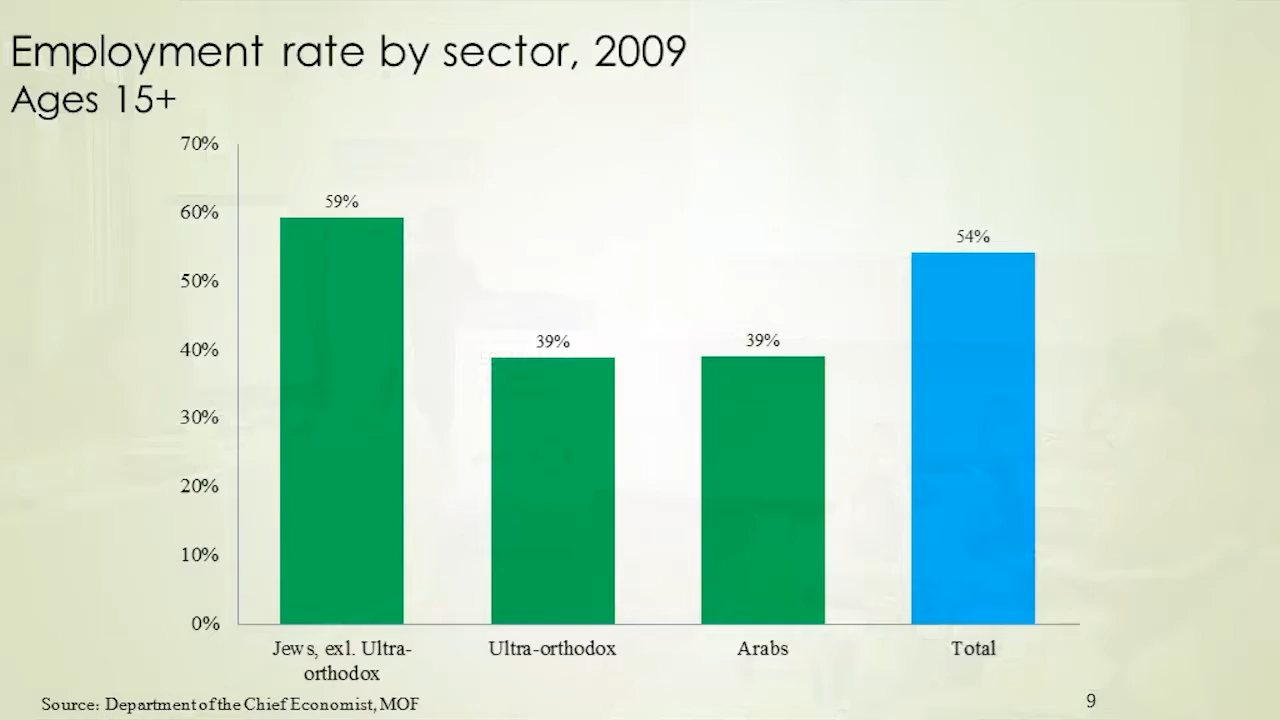 Employment rate by sector, 2009
Ages 15+
70%
60%
50%
40%
30%
20%
10%
0%
59%
39%
39%
54%
Jews, exl. Ultra-
orthodox
Ultra-orthodox
Arabs
Total
Source: Department of the Chief Economist, MOF
9